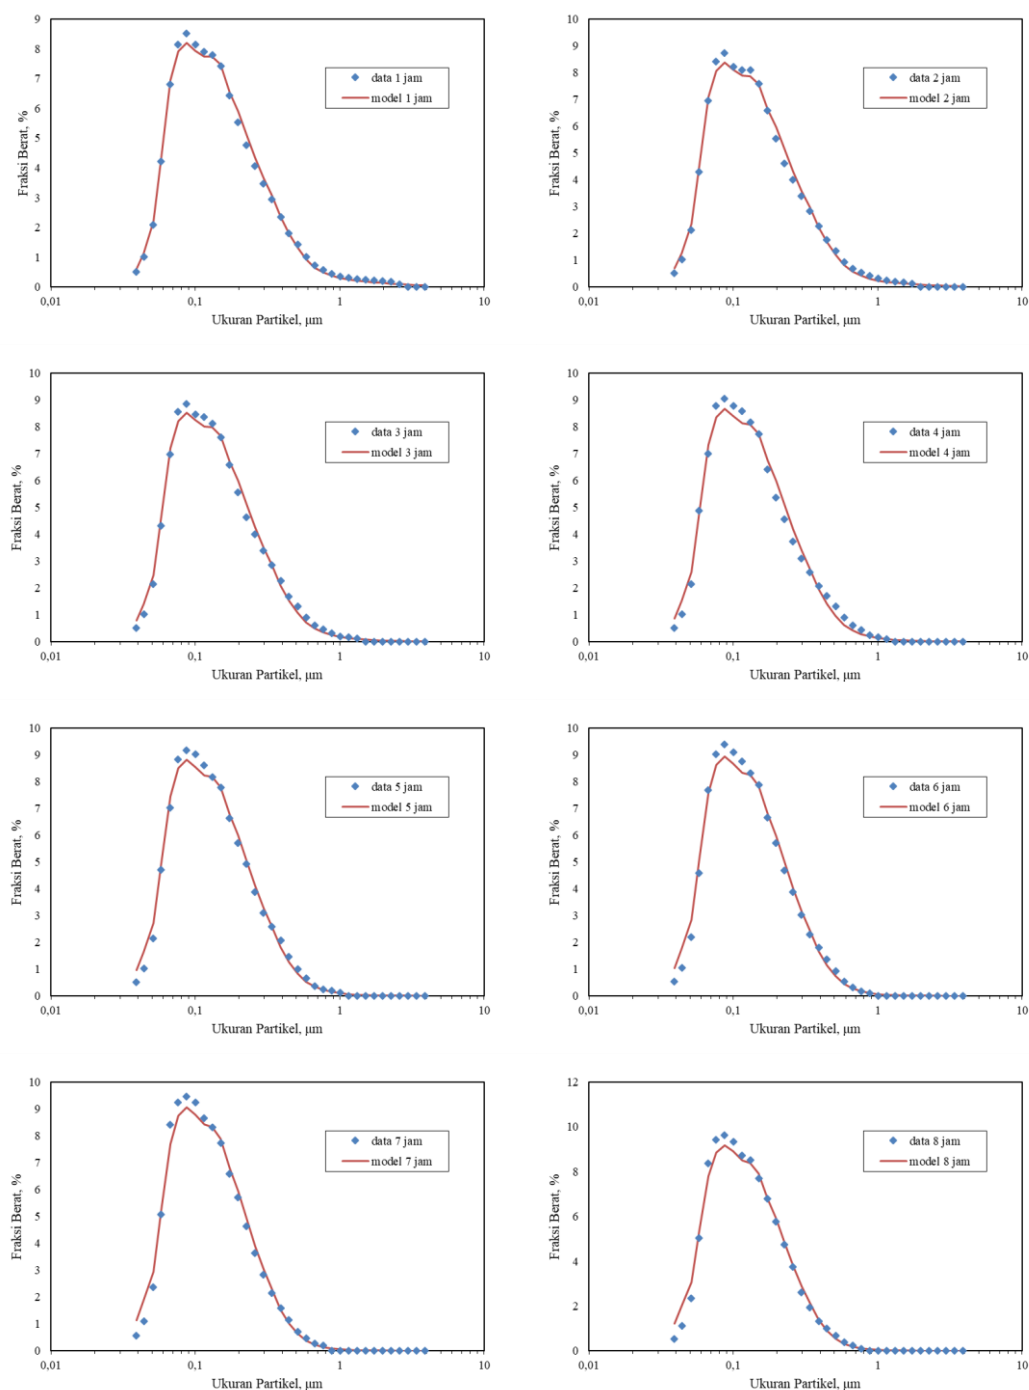 9
8
7
6
5
4
3
2
1
0
Fraksi Berat, %
data 1 jam
model 1 jam
0,01 0,1 1 10
Ukuran Partikel, µm
10
9
8
7
6
5
4
3
2
1
0
Fraksi Berat, %
data 2 jam
model 2 jam
0,01 0,1 1 10
Ukuran Partikel, µm
10
9
8
7
6
5
4
3
2
1
0
Fraksi Berat, %
data 3 jam
model 3 jam
0,01 0,1 1 10
Ukuran Partikel, µm
10
9
8
7
6
5
4
3
2
1
0
Fraksi Berat, %
data 4 jam
model 4 jam
0,01 0,1 1 10
Ukuran Partikel, µm
10
9
8
7
6
5
4
3
2
1
0
Fraksi Berat, %
data 5 jam
model 5 jam
0,01 0,1 1 10
Ukuran Partikel, µm
10
9
8
7
6
5
4
3
2
1
0
Fraksi Berat, %
data 6 jam
model 6 jam
0,01 0,1 1 10
Ukuran Partikel, µm
10
9
8
7
6
5
4
3
2
1
0
Fraksi Berat, %
data 7 jam
model 7 jam
0,01 0,1 1 10
Ukuran Partikel, µm
12
10
8
6
4
2
0
Fraksi Berat, %
data 8 jam
model 8 jam
0,01 0,1 1 10
Ukuran Partikel, µm